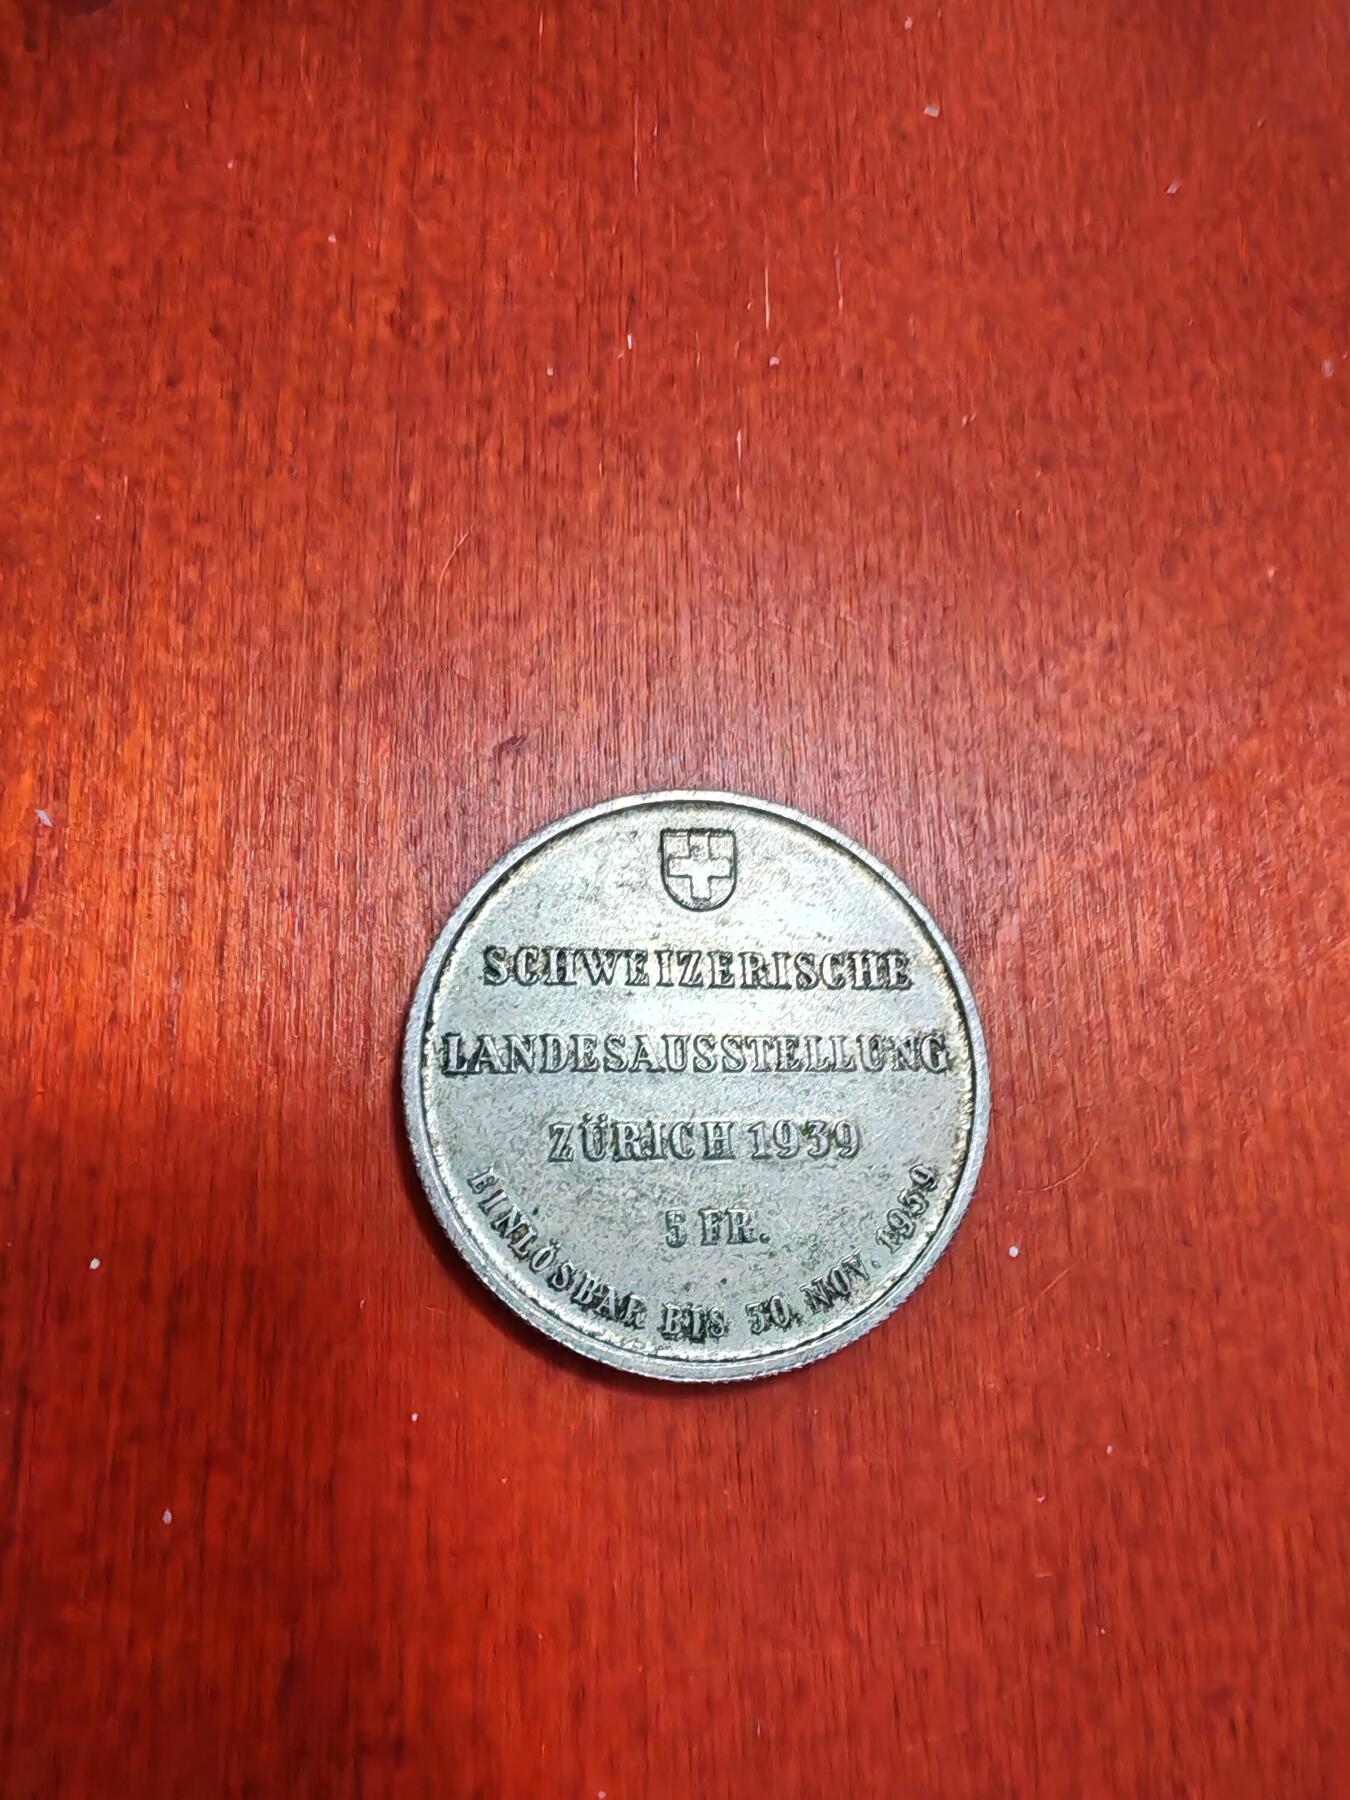 SCHWEIZERISCHE
LANDESAUSSTELLUNG
ZÜRICH 1939
5 FR.
EINLÖSBAR BIS 30. NOV. 1939